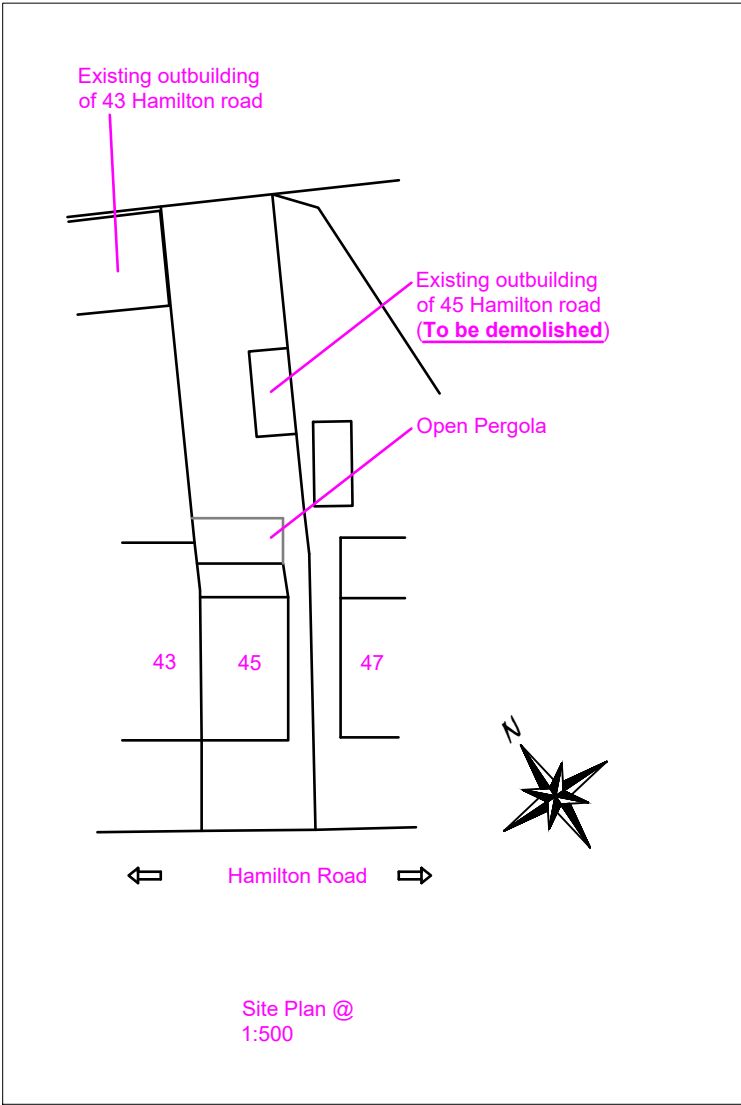 Existing outbuilding
of 43 Hamilton road
Existing outbuilding
of 45 Hamilton road
(To be demolished)
Open Pergola
43
45
47
N
Hamilton Road
Site Plan @
1:500